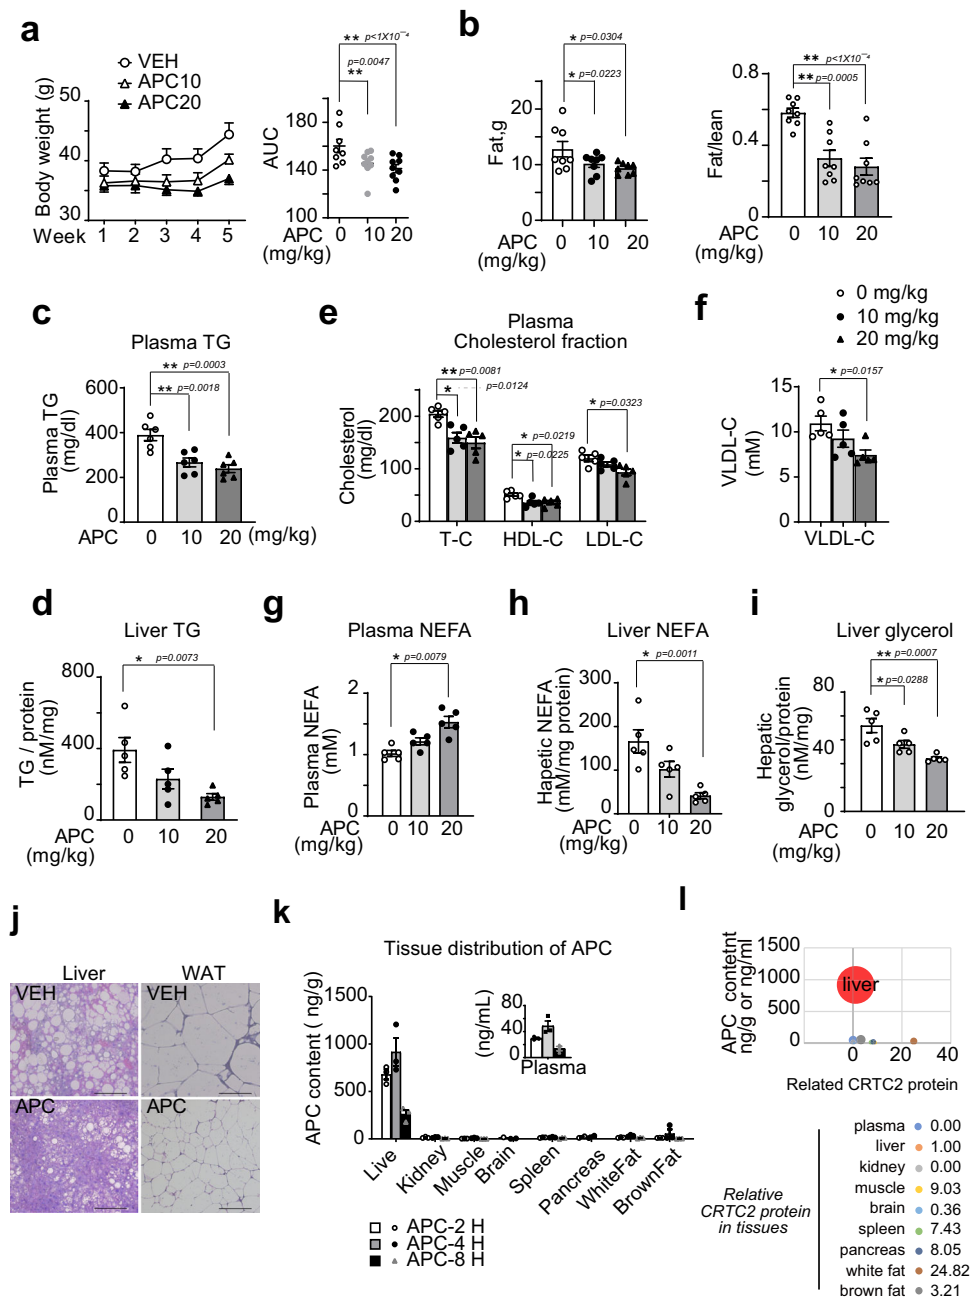 a
VEH
APC10
APC20
Body weight (g)
50
40
30
Week
1 2 3 4 5
** p<1X10⁻⁴
p=0.0047
**
AUC
180
140
100
APC
0 10 20
(mg/kg)
b
* p=0.0304
* p=0.0223
Fat,g
20
10
0
APC
0 10 20
(mg/kg)
** p<1X10⁻⁴
** p=0.0005
Fat/lean
0.8
0.4
0
APC
0 10 20
(mg/kg)
c
Plasma TG
** p=0.0003
** p=0.0018
Plasma TG
(mg/dl)
600
400
200
0
APC 0 10 20 (mg/kg)
e
Plasma
Cholesterol fraction
** p=0.0081
* p=0.0124
* p=0.0323
* p=0.0219
* p=0.0225
Cholesterol
(mg/dl)
200
100
0
T-C HDL-C LDL-C
f
0 mg/kg
10 mg/kg
20 mg/kg
* p=0.0157
VLDL-C
(mM)
15
10
5
0
VLDL-C
d
Liver TG
* p=0.0073
TG / protein
(nM/mg)
800
400
0
APC
0 10 20
(mg/kg)
g
Plasma NEFA
* p=0.0079
Plasma NEFA
(mM)
2
1
0
APC
0 10 20
(mg/kg)
h
Liver NEFA
* p=0.0011
Hapetic NEFA
(mM/mg protein)
300
200
100
0
APC
0 10 20
(mg/kg)
i
Liver glycerol
** p=0.0007
* p=0.0288
Hepatic
glycerol/protein
(nM/mg)
80
40
0
APC
0 10 20
(mg/kg)
j
Liver WAT
VEH VEH
APC APC
k
Tissue distribution of APC
APC content ( ng/g)
1500
1000
500
0
(ng/mL)
80
40
0
Plasma
Live
Kidney
Muscle
Brain
Spleen
Pancreas
WhiteFat
BrownFat
APC-2 H
APC-4 H
APC-8 H
l
APC contetnt
ng/g or ng/ml
1500
1000
500
0
liver
0 20 40
Related CRTC2 protein
Relative
CRTC2 protein
in tissues
plasma 0.00
liver 1.00
kidney 0.00
muscle 9.03
brain 0.36
spleen 7.43
pancreas 8.05
white fat 24.82
brown fat 3.21